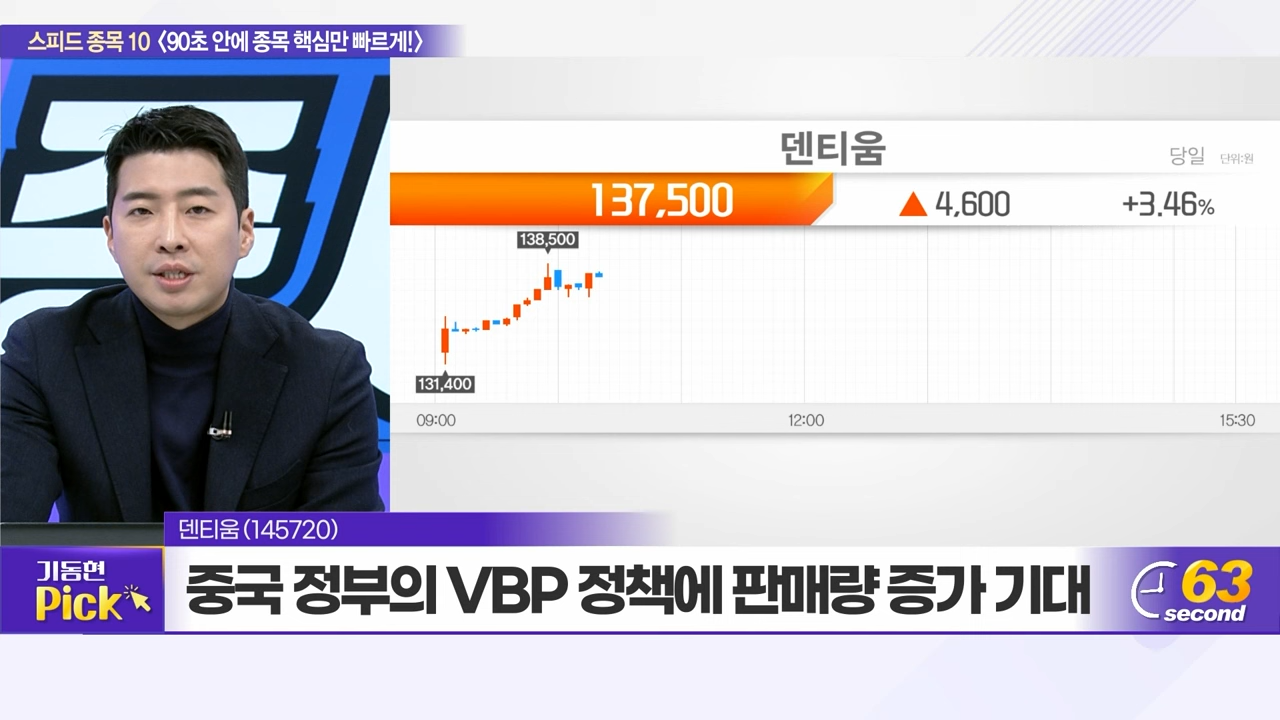 스피드 종목 10 〈90초 안에 종목 핵심만 빠르게!〉
덴티움
당일 단위:원
137,500 ▲ 4,600 +3.46%
138,500
131,400
09:00 12:00 15:30
덴티움(145720)
기동현
Pick
중국 정부의 VBP 정책에 판매량 증가 기대
63
second